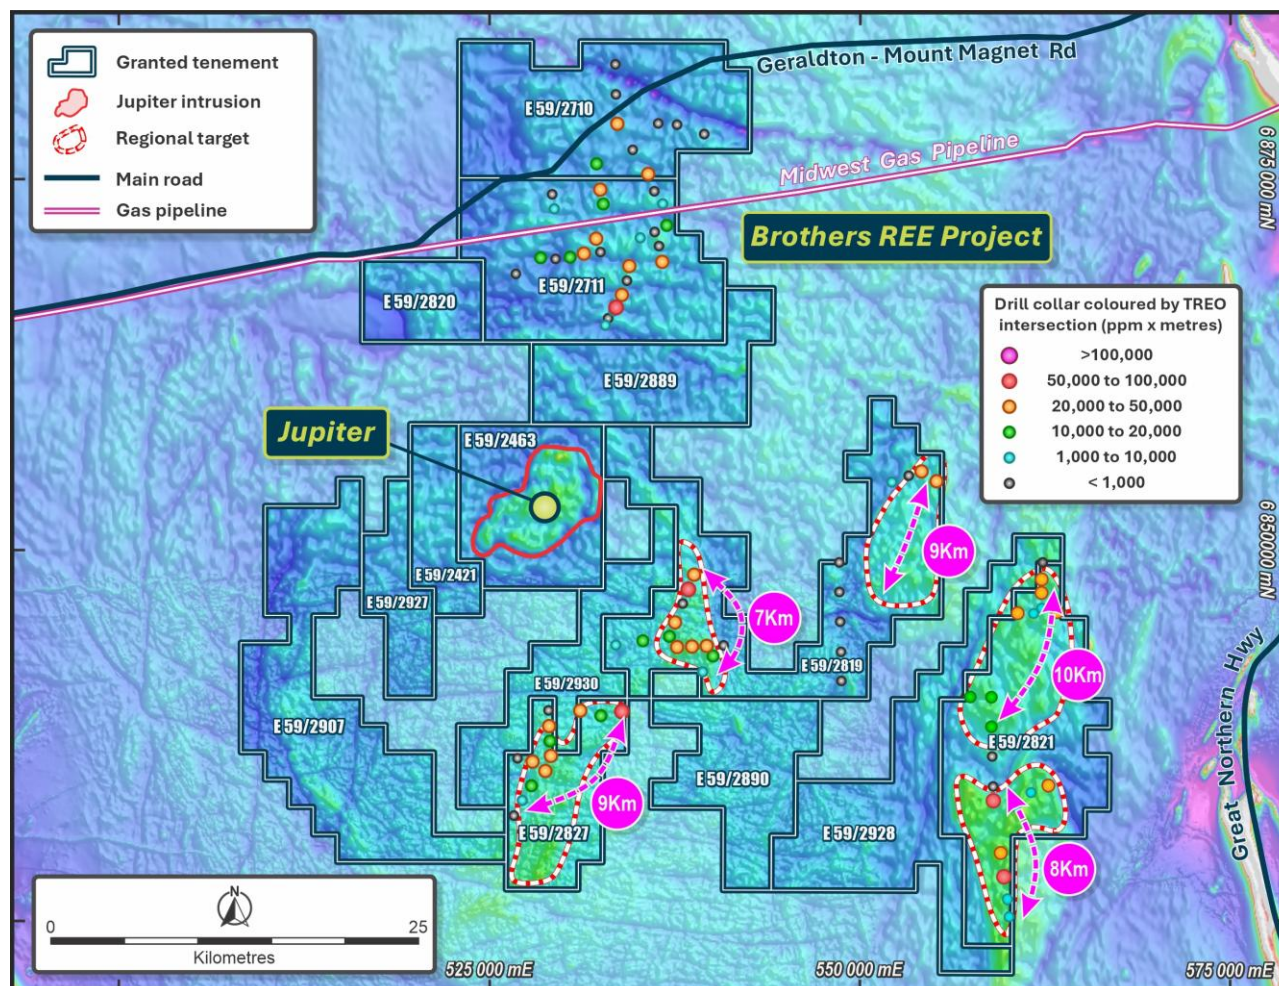 Granted tenement
Jupiter intrusion
Regional target
Main road
Gas pipeline
Geraldton - Mount Magnet Rd
E 59/2710
6 875 000 mN
Midwest Gas Pipeline
Brothers REE Project
E 59/2711
E 59/2820
Drill collar coloured by TREO
intersection (ppm x metres)
>100,000
50,000 to 100,000
20,000 to 50,000
10,000 to 20,000
1,000 to 10,000
< 1,000
E 59/2889
Jupiter
E 59/2463
6 850000 mN
9Km
E 59/2421
E 59/2927
7Km
E 59/2819
10Km
E 59/2930
E 59/2907
E 59/2821
Great Northern Hwy
E 59/2890
9Km
E 59/2827
E 59/2928
8Km
N
0
25
Kilometres
525 000 mE
550 000 mE
575 000 mE